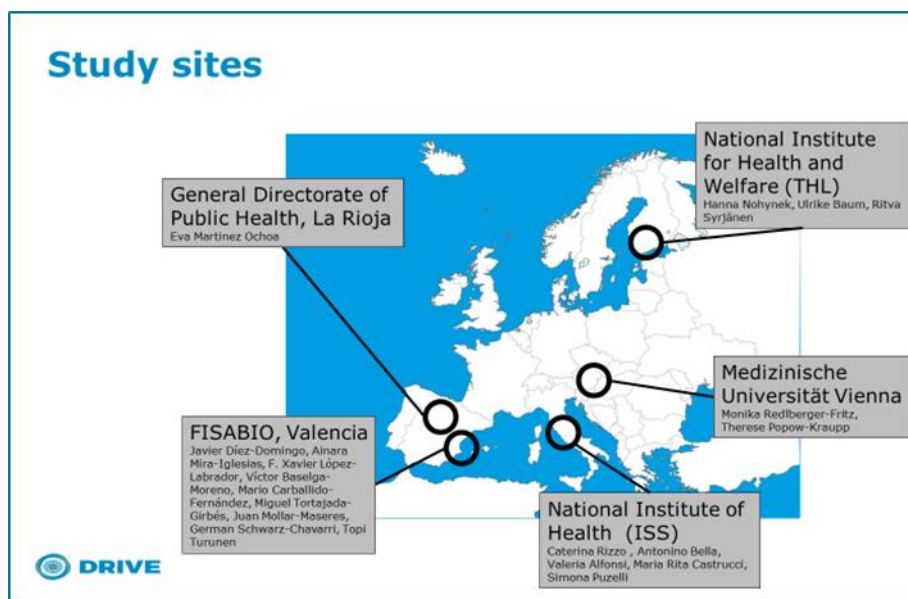 Study sites
National Institute
for Health and
Welfare (THL)
Hanna Nohynek, Ulrike Baum, Ritva
Syrjänen
General Directorate of
Public Health, La Rioja
Eva Martinez Ochoa
Medizinische
Universität Vienna
Monika Redlberger-Fritz,
Therese Popow-Kraupp
FISABIO, Valencia
Javier Díez-Domingo, Ainara
Mira-Iglesias, F. Xavier López-
Labrador, Víctor Baselga-
Moreno, Mario Carballido-
Fernández, Miguel Tortajada-
Girbés, Juan Mollar-Maseres,
German Schwarz-Chavarri, Topi
Turunen
National Institute of
Health (ISS)
Caterina Rizzo , Antonino Bella,
Valeria Alfonsi, Maria Rita Castrucci,
Simona Puzelli
DRIVE